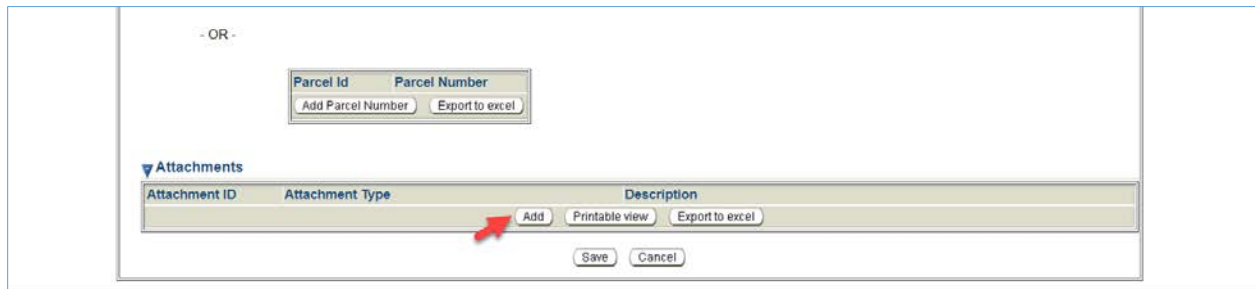 - OR -
Parcel Id Parcel Number
Add Parcel Number Export to excel
Attachments
Attachment ID Attachment Type Description
Add Printable view Export to excel
Save Cancel